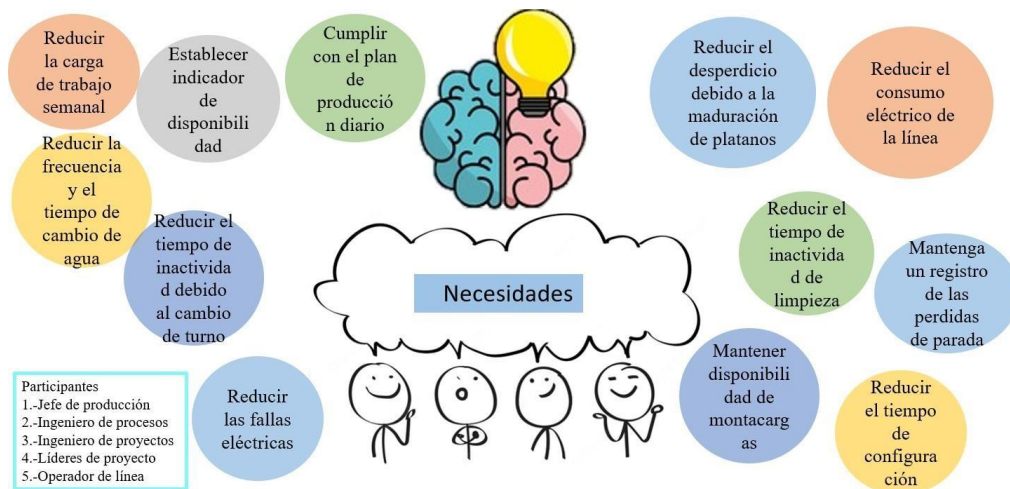 Reducir
la carga
de trabajo
semanal
Establecer
indicador
de
disponibili
dad
Cumplir
con el plan
de
producció
n diario
Reducir el
desperdicio
debido a la
maduración
de platanos
Reducir el
consumo
eléctrico de
la línea
Reducir la
frecuencia
y el
tiempo de
cambio de
agua
Reducir el
tiempo de
inactivida
d debido
al cambio
de turno
Necesidades
Reducir el
tiempo de
inactivida
d de
limpieza
Mantenga
un registro
de las
perdidas
de parada
Participantes
1.-Jefe de producción
2.-Ingeniero de procesos
3.-Ingeniero de proyectos
4.-Líderes de proyecto
5.-Operador de línea
Reducir
las fallas
eléctricas
Mantener
disponibili
dad de
montacarg
as
Reducir
el tiempo
de
configura
ción